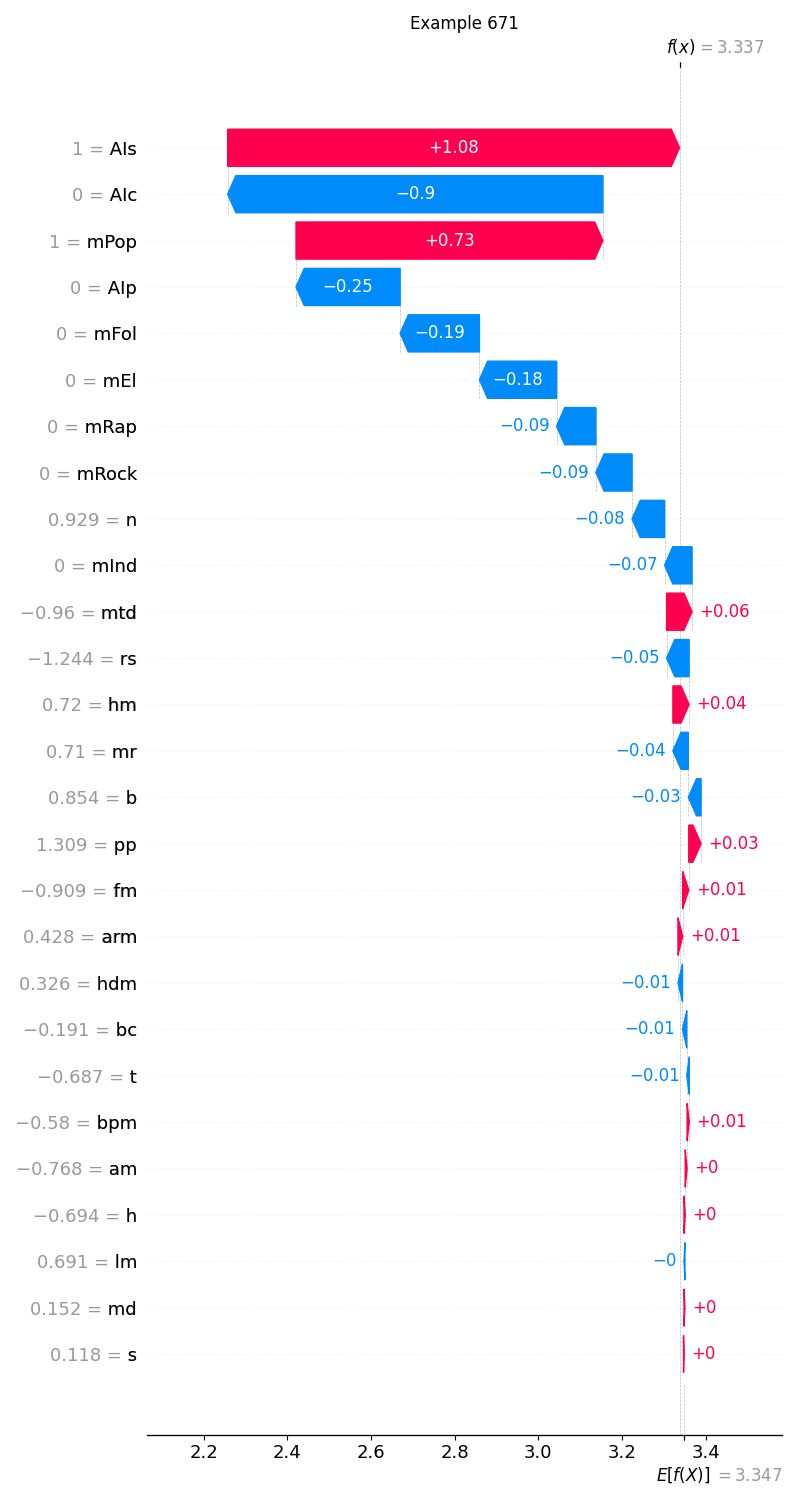 Example 671
f(x) = 3.337
1 = AIs +1.08
0 = AIc −0.9
1 = mPop +0.73
0 = AIp −0.25
0 = mFol −0.19
0 = mEl −0.18
0 = mRap −0.09
0 = mRock −0.09
0.929 = n −0.08
0 = mInd −0.07
−0.96 = mtd +0.06
−1.244 = rs −0.05
0.72 = hm +0.04
0.71 = mr −0.04
0.854 = b −0.03
1.309 = pp +0.03
−0.909 = fm +0.01
0.428 = arm +0.01
0.326 = hdm −0.01
−0.191 = bc −0.01
−0.687 = t −0.01
−0.58 = bpm +0.01
−0.768 = am +0
−0.694 = h +0
0.691 = lm −0
0.152 = md +0
0.118 = s +0
2.2 2.4 2.6 2.8 3.0 3.2 3.4
E[f(X)] = 3.347